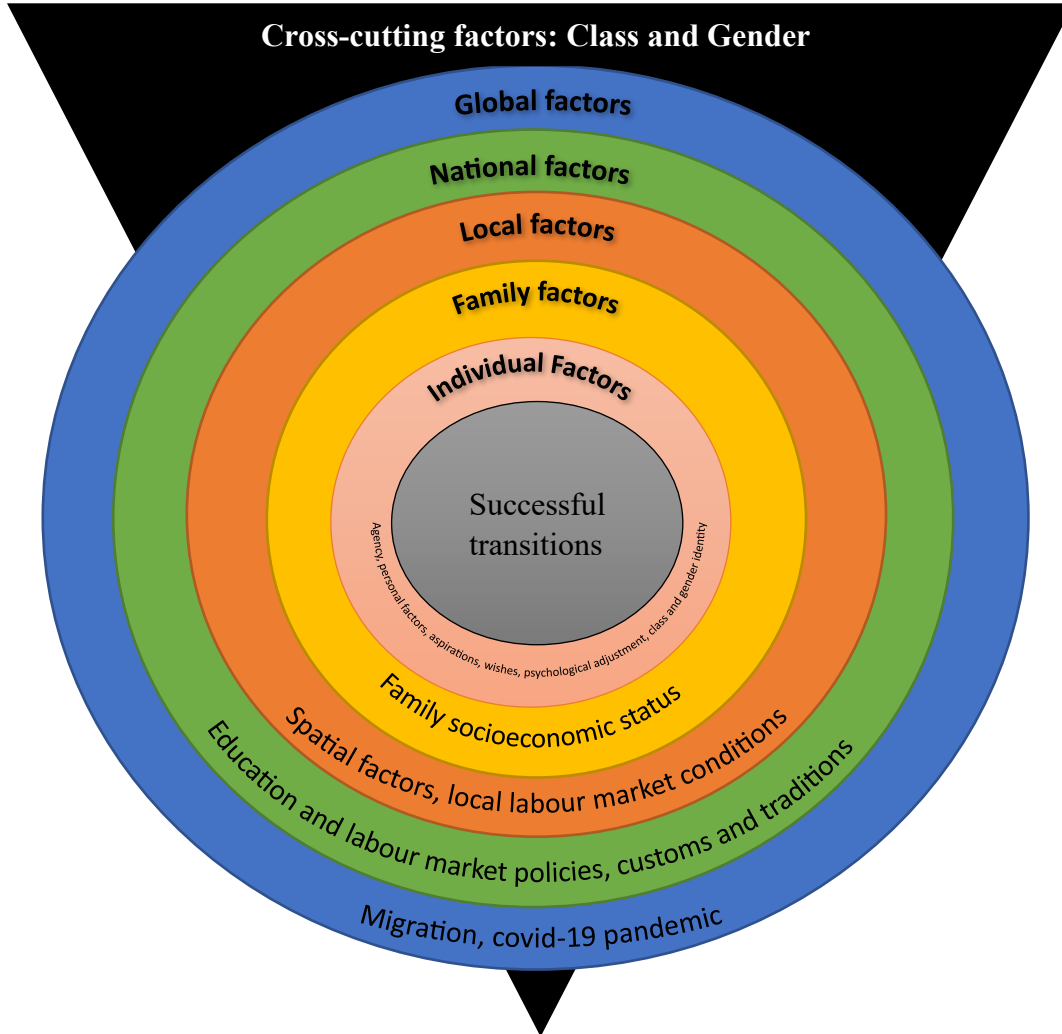 Cross-cutting factors: Class and Gender
Global factors
National factors
Local factors
Family factors
Individual Factors
Successful
transitions
Agency, personal factors, aspirations, wishes, psychological adjustment, class and gender identity
Family socioeconomic status
Spatial factors, local labour market conditions
Education and labour market policies, customs and traditions
Migration, covid-19 pandemic